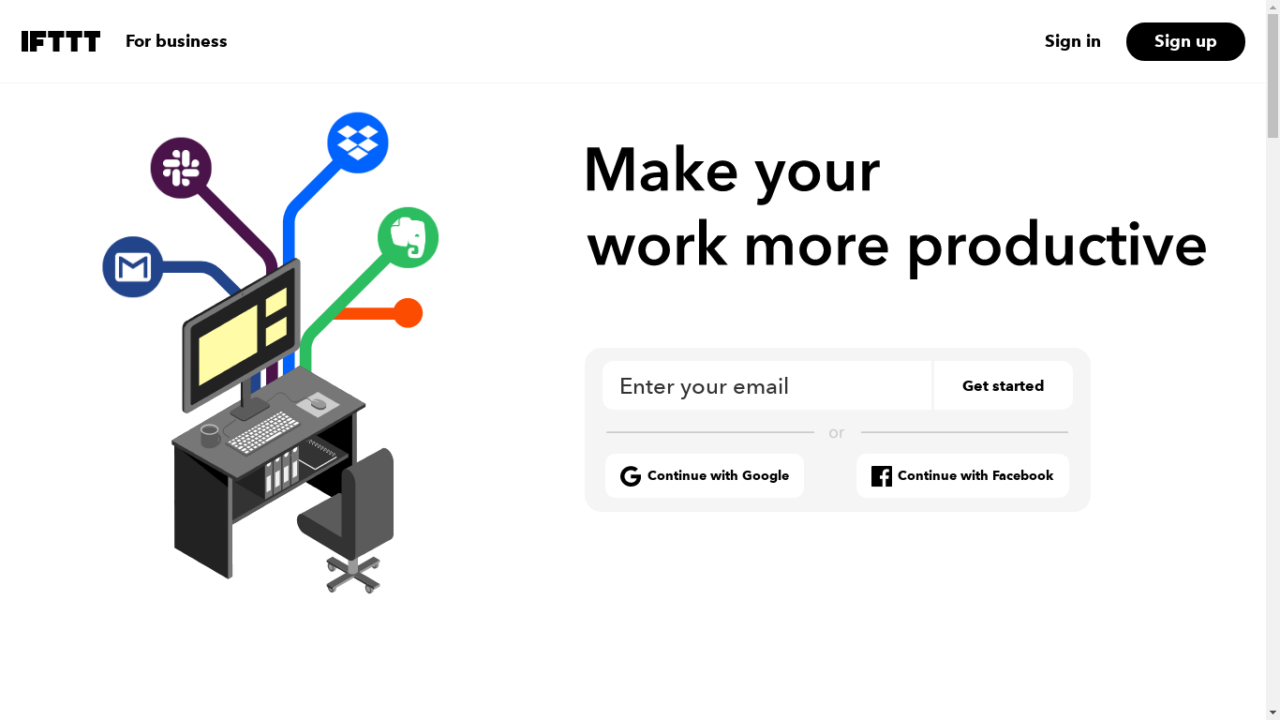 IFTTT
For business
Sign in
Sign up
Make your
work more productive
Enter your email
Get started
or
Continue with Google
Continue with Facebook